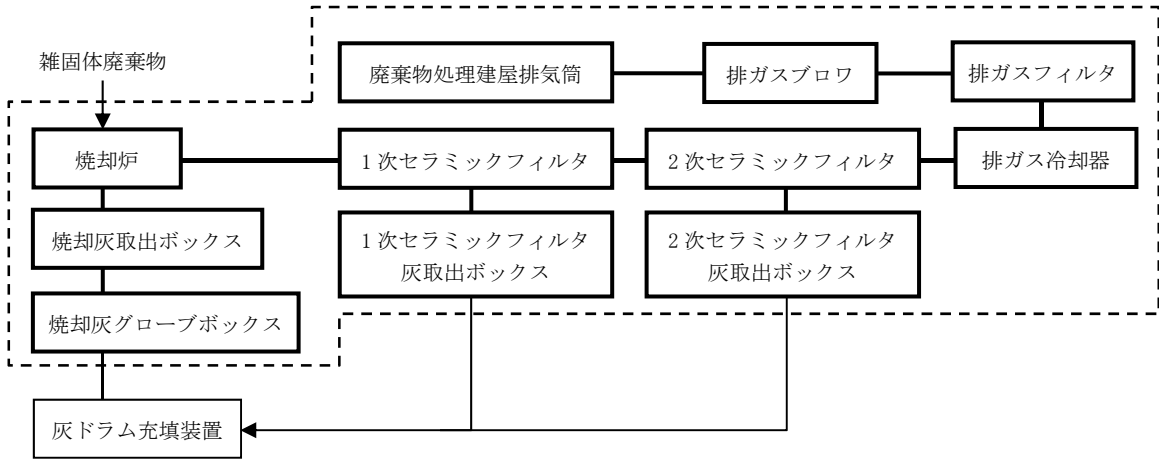 雑固体廃棄物
廃棄物処理建屋排気筒
排ガスブロワ
排ガスフィルタ
焼却炉
1次セラミックフィルタ
2次セラミックフィルタ
排ガス冷却器
焼却灰取出ボックス
1次セラミックフィルタ
灰取出ボックス
2次セラミックフィルタ
灰取出ボックス
焼却灰グローブボックス
灰ドラム充填装置